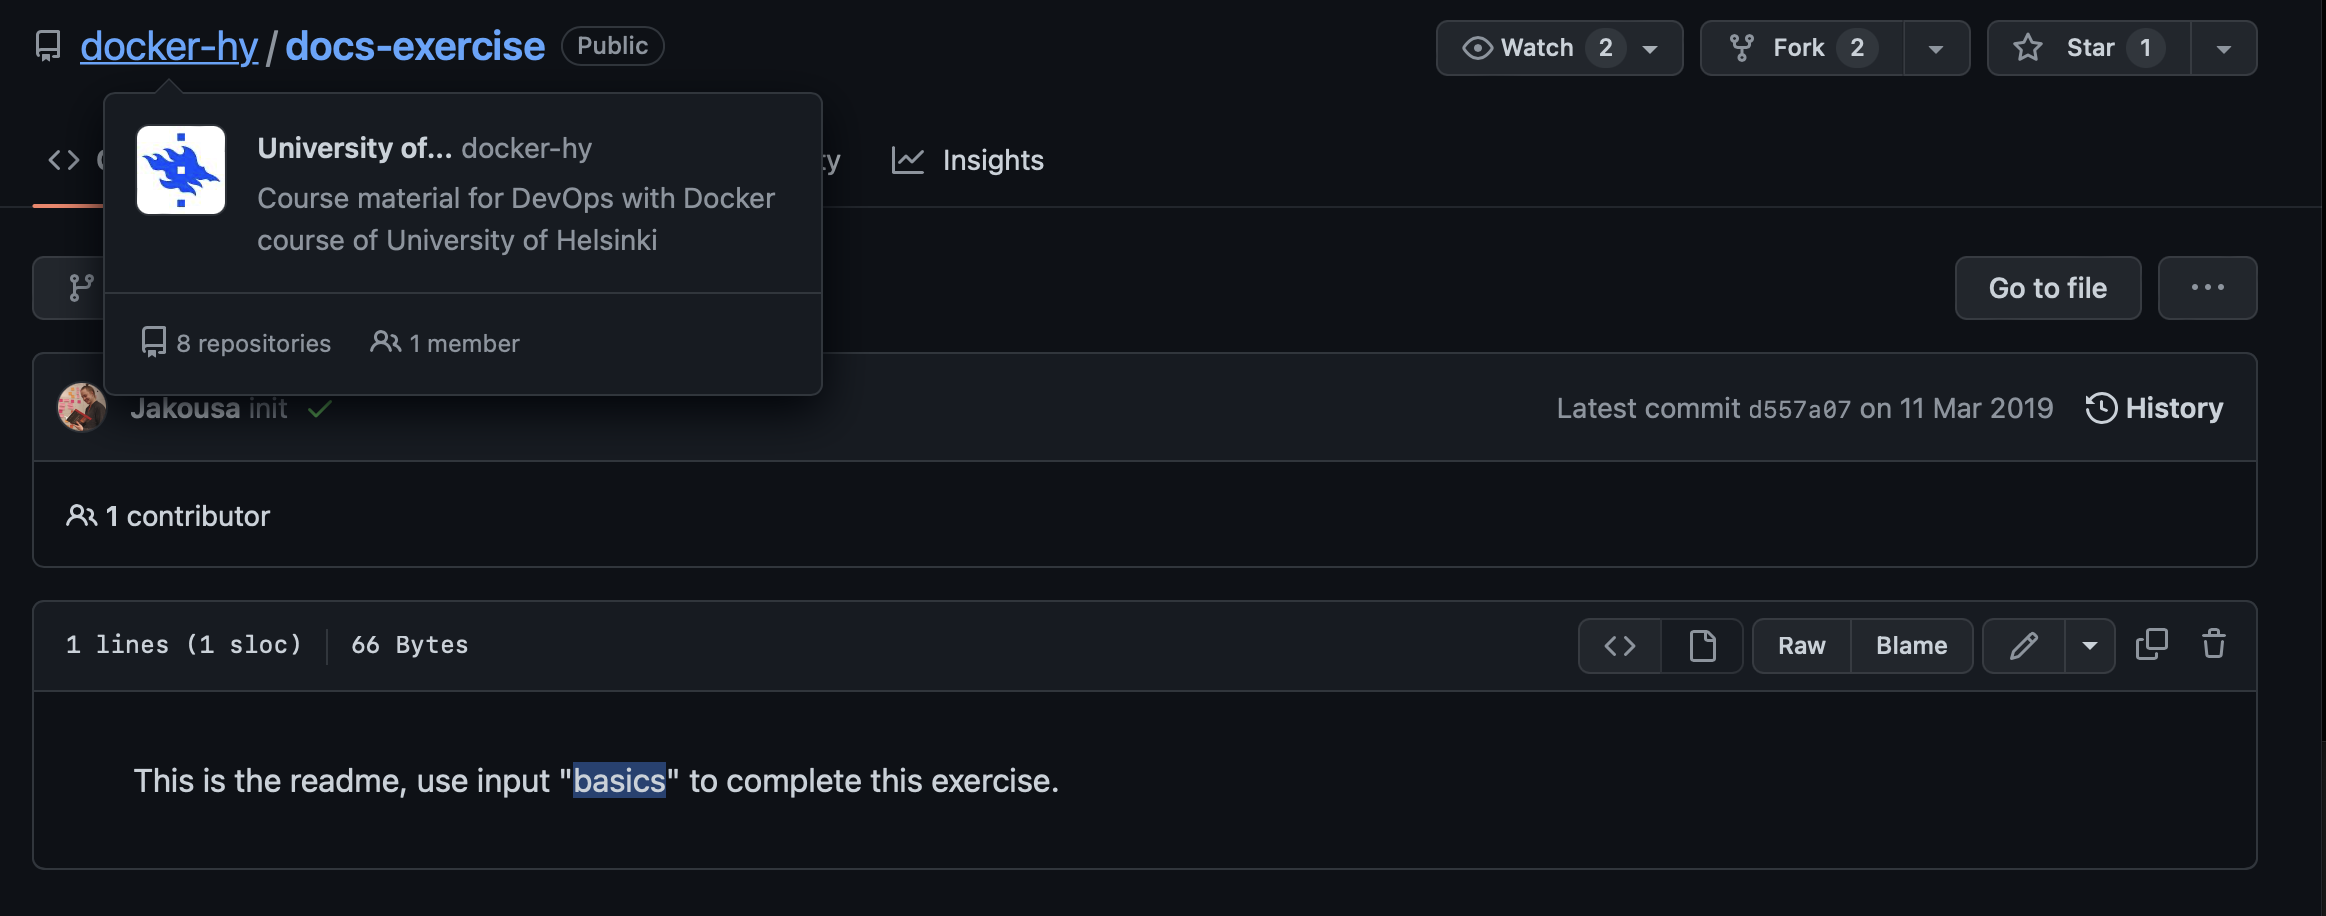 docker-hy / docs-exercise Public
Watch 2
Fork 2
Star 1
University of... docker-hy
Course material for DevOps with Docker
course of University of Helsinki
8 repositories 1 member
Insights
Go to file
...
Jakousa init
Latest commit d557a07 on 11 Mar 2019
History
1 contributor
1 lines (1 sloc) 66 Bytes
Raw
Blame
This is the readme, use input "basics" to complete this exercise.